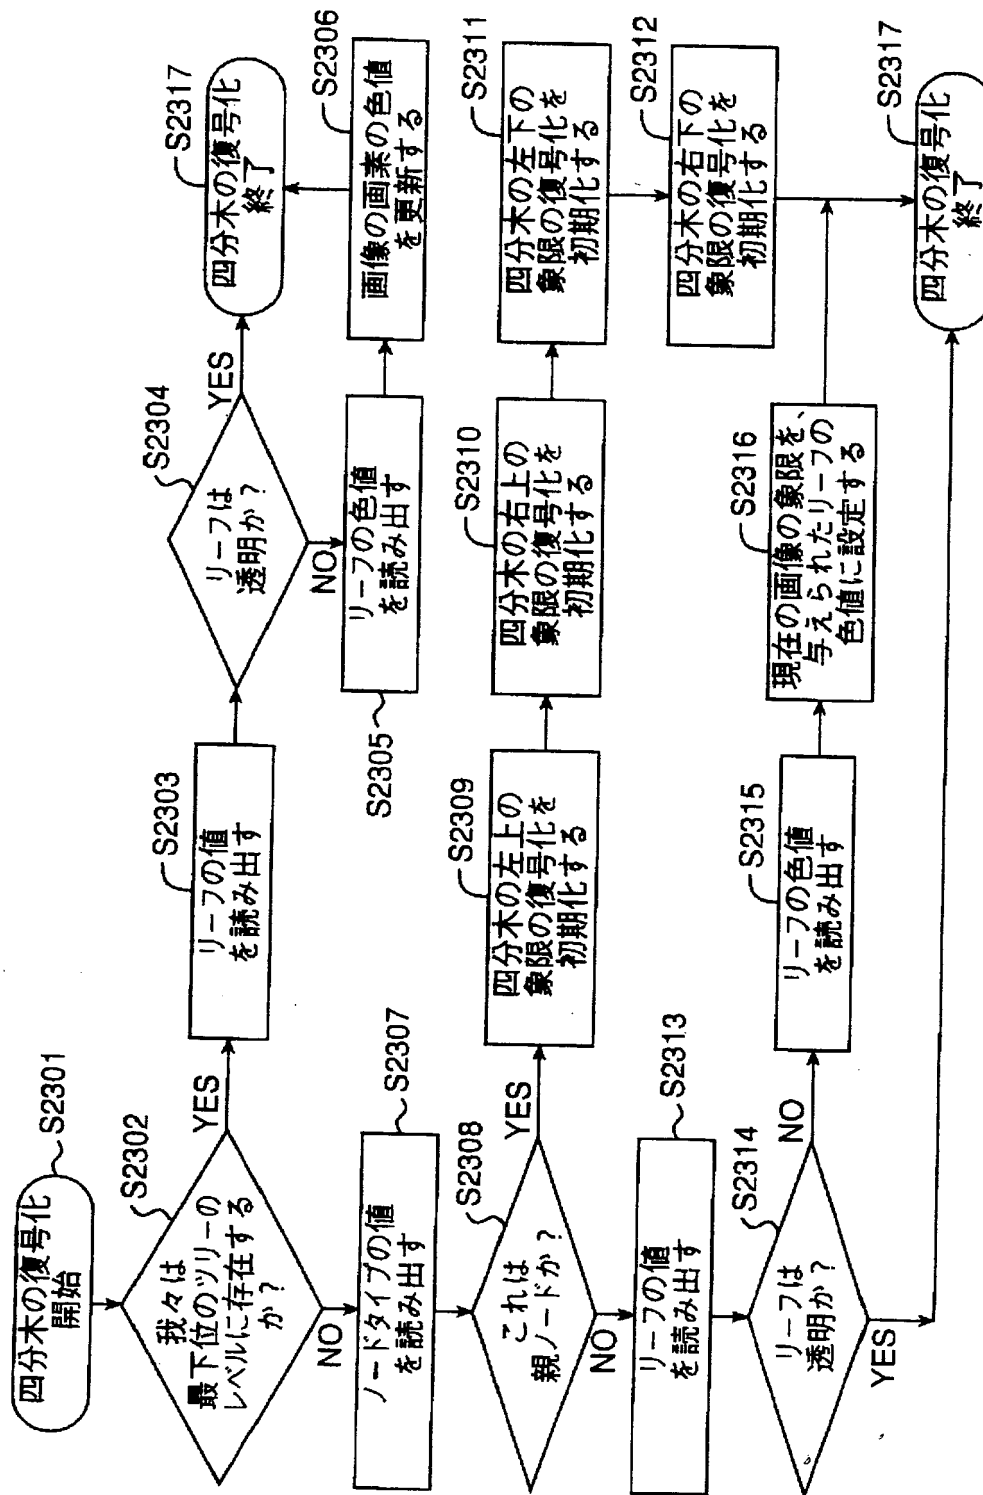 四分木の復号化
開始
S2301
我々は
最下位のツリーの
レベルに存在する
か?
S2302
YES
NO
リーフの値
を読み出す
S2303
リーフは
透明か?
S2304
YES
NO
四分木の復号化
終了
S2317
リーフの色値
を読み出す
S2305
画像の画素の色値
を更新する
S2306
ノードタイプの値
を読み出す
S2307
これは
親ノードか?
S2308
YES
NO
四分木の左上の
象限の復号化を
初期化する
S2309
四分木の右上の
象限の復号化を
初期化する
S2310
四分木の左下の
象限の復号化を
初期化する
S2311
四分木の右下の
象限の復号化を
初期化する
S2312
リーフの値
を読み出す
S2313
リーフは
透明か?
S2314
NO
YES
リーフの色値
を読み出す
S2315
現在の画像の象限を、
与えられたリーフの
色値に設定する
S2316
四分木の復号化
終了
S2317